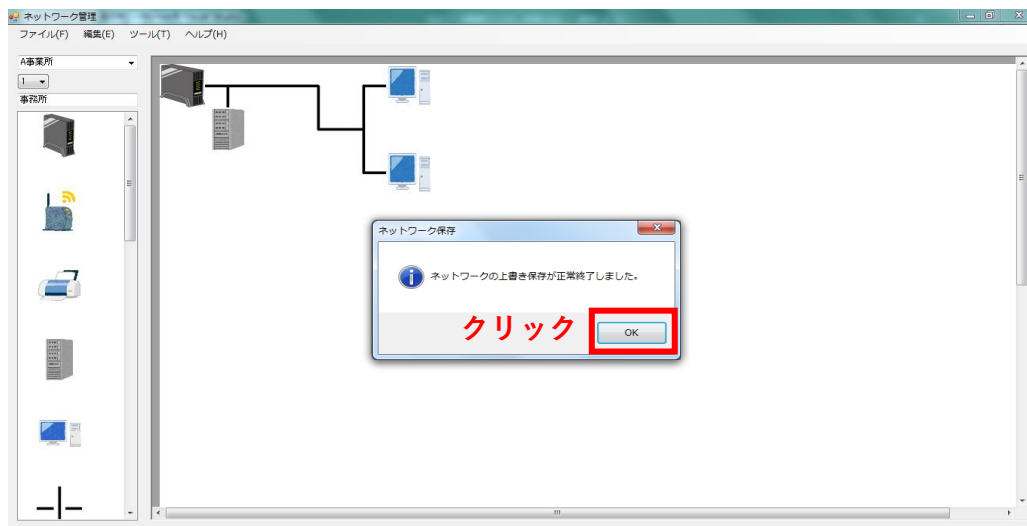 ネットワーク管理
ファイル(F) 編集(E) ツール(T) ヘルプ(H)
A事業所
1
事務所
ネットワーク保存
ネットワークの上書き保存が正常終了しました。
クリック
OK